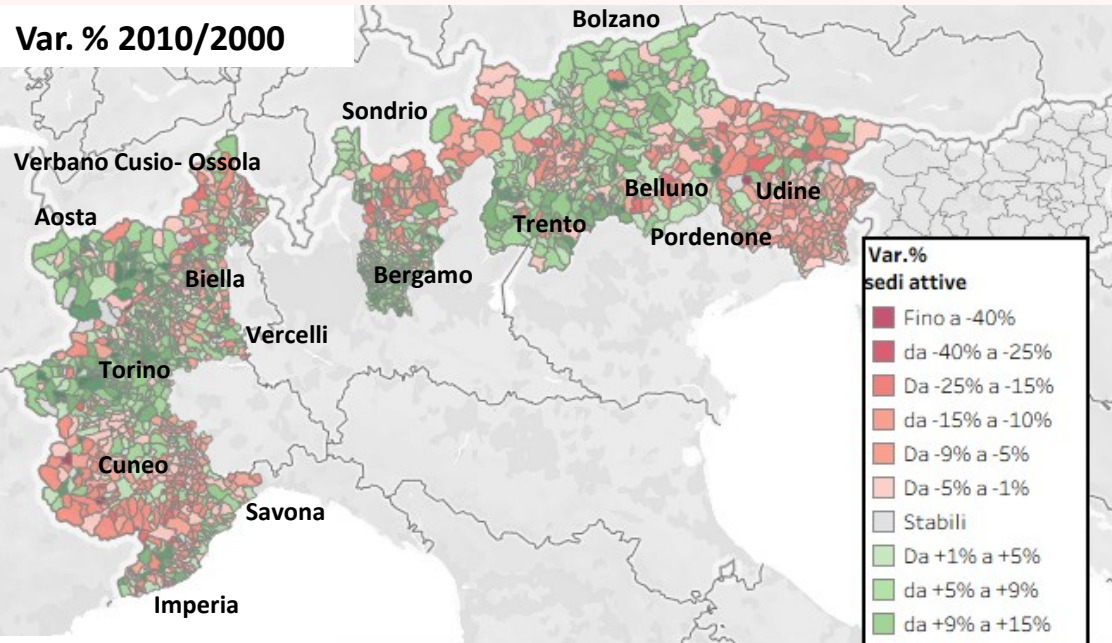 Var. % 2010/2000
Bolzano
Sondrio
Verbano Cusio- Ossola
Aosta
Belluno
Udine
Trento
Pordenone
Biella
Bergamo
Vercelli
Torino
Cuneo
Savona
Imperia
Var.%
sedi attive
Fino a -40%
da -40% a -25%
Da -25% a -15%
da -15% a -10%
Da -9% a -5%
Da -5% a -1%
Stabili
Da +1% a +5%
da +5% a +9%
da +9% a +15%